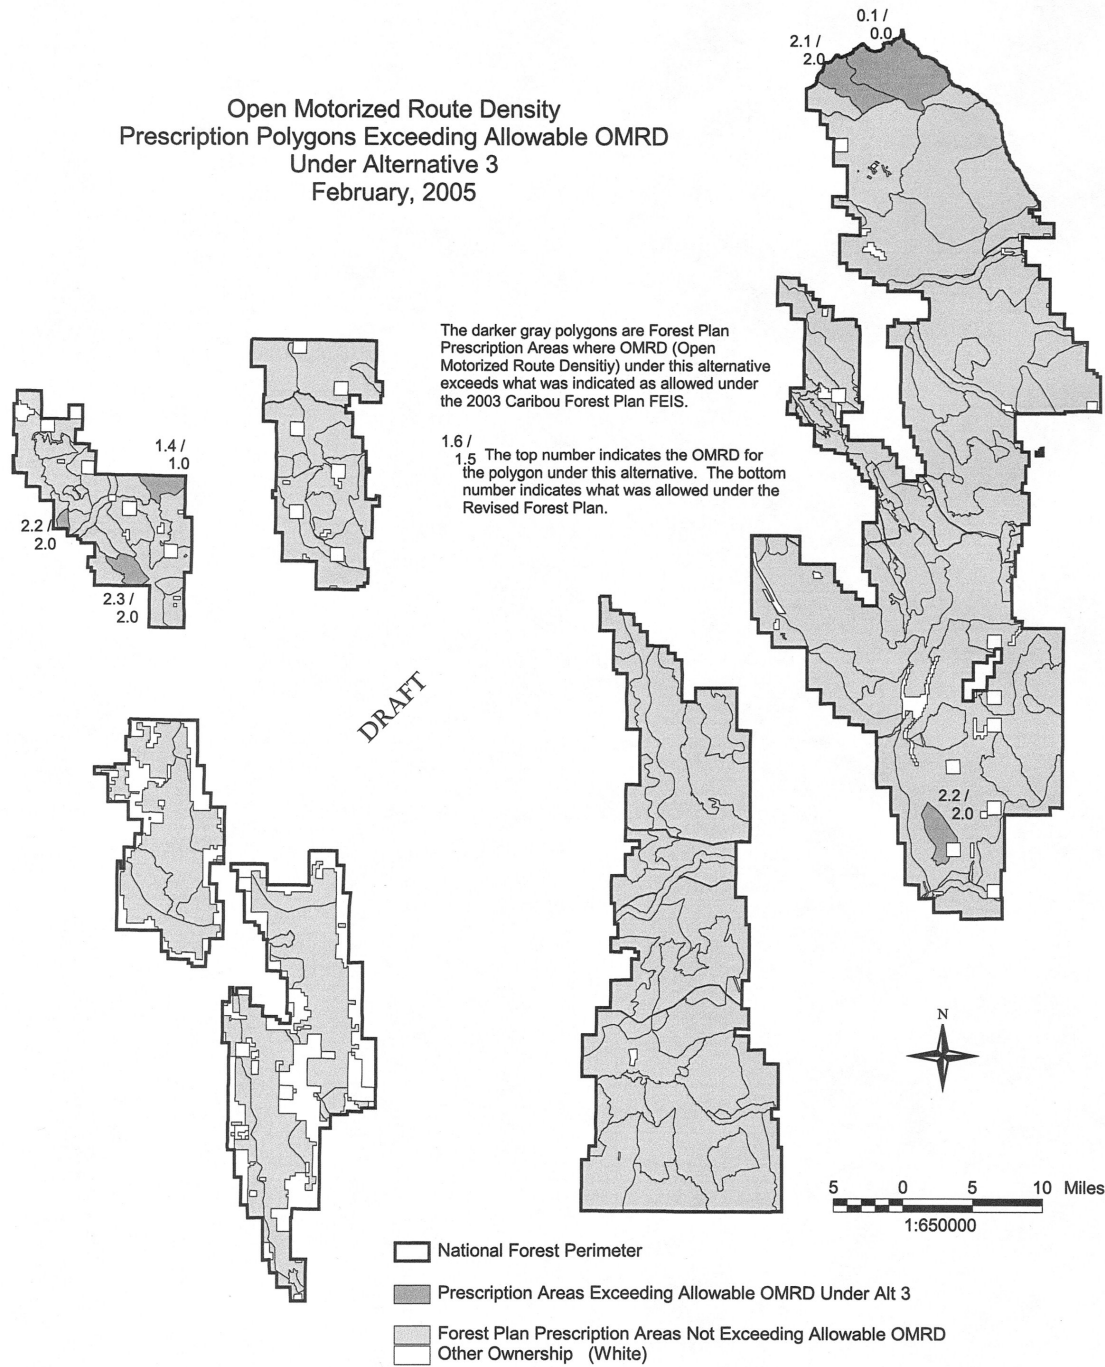 0.1 /
0.0
2.1 /
2.0
Open Motorized Route Density
Prescription Polygons Exceeding Allowable OMRD
Under Alternative 3
February, 2005
The darker gray polygons are Forest Plan
Prescription Areas where OMRD (Open
Motorized Route Densitiy) under this alternative
exceeds what was indicated as allowed under
the 2003 Caribou Forest Plan FEIS.
1.6 /
1.5 The top number indicates the OMRD for
the polygon under this alternative. The bottom
number indicates what was allowed under the
Revised Forest Plan.
1.4 /
1.0
2.2 /
2.0
2.3 /
2.0
DRAFT
2.2 /
2.0
N
5 0 5 10 Miles
1:650000
National Forest Perimeter
Prescription Areas Exceeding Allowable OMRD Under Alt 3
Forest Plan Prescription Areas Not Exceeding Allowable OMRD
Other Ownership (White)